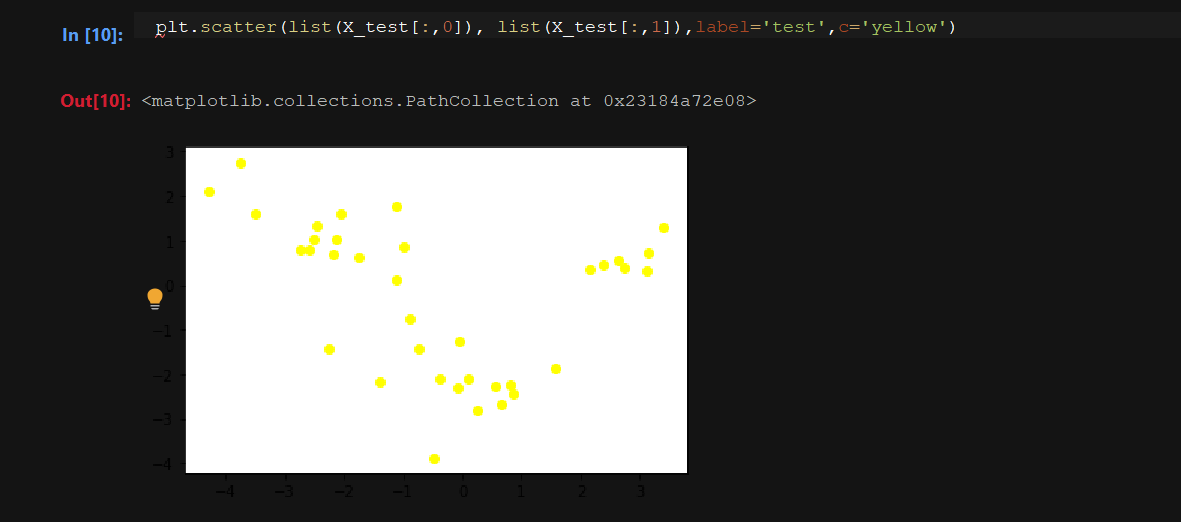 In [10]: plt.scatter(list(X_test[:,0]), list(X_test[:,1]),label='test',c='yellow')
Out[10]: <matplotlib.collections.PathCollection at 0x23184a72e08>
3
2
1
0
−1
−2
−3
−4
−4 −3 −2 −1 0 1 2 3